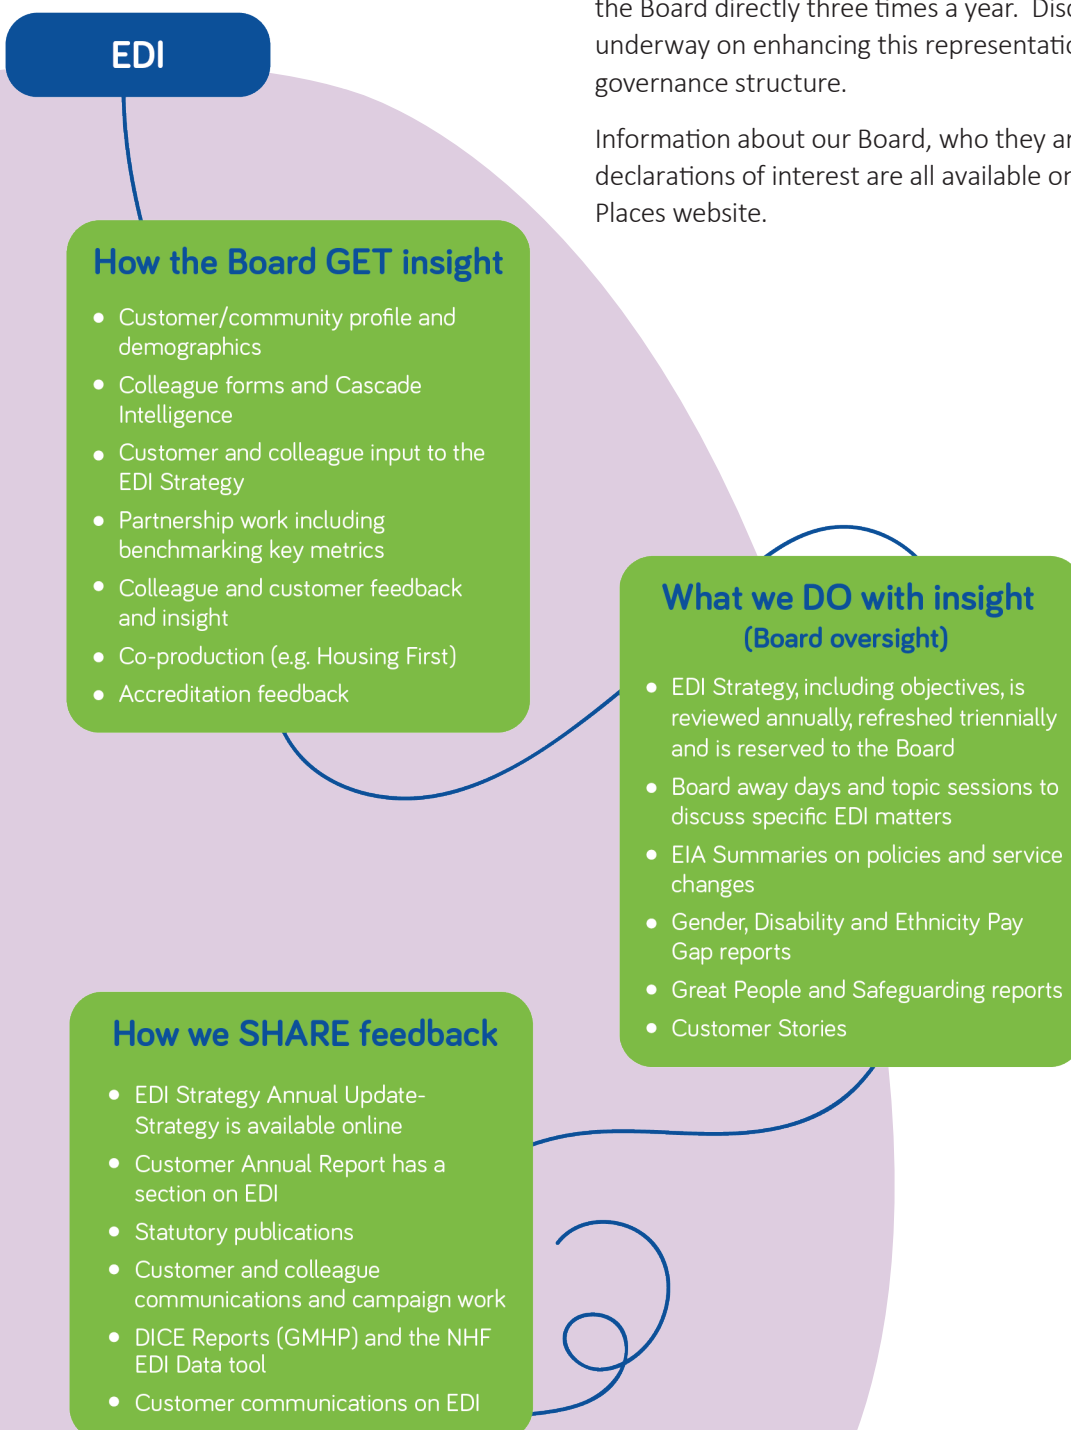 the Board directly three times a year.
underway on enhancing this
governance structure.
Information about our Board, who they
declarations of interest are all available
Places website.
EDI
How the Board GET insight
Customer/community profile and
demographics
Colleague forms and Cascade
Intelligence
Customer and colleague input to the
EDI Strategy
Partnership work including
benchmarking key metrics
Colleague and customer feedback
and insight
Co-production (e.g. Housing First)
Accreditation feedback
What we DO with insight
(Board oversight)
EDI Strategy, including objectives, is
reviewed annually, refreshed triennially
and is reserved to the Board
Board away days and topic sessions to
discuss specific EDI matters
EIA Summaries on policies and service
changes
Gender, Disability and Ethnicity Pay
Gap reports
Great People and Safeguarding reports
Customer Stories
How we SHARE feedback
EDI Strategy Annual Update-
Strategy is available online
Customer Annual Report has a
section on EDI
Statutory publications
Customer and colleague
communications and campaign work
DICE Reports (GMHP) and the NHF
EDI Data tool
Customer communications on EDI